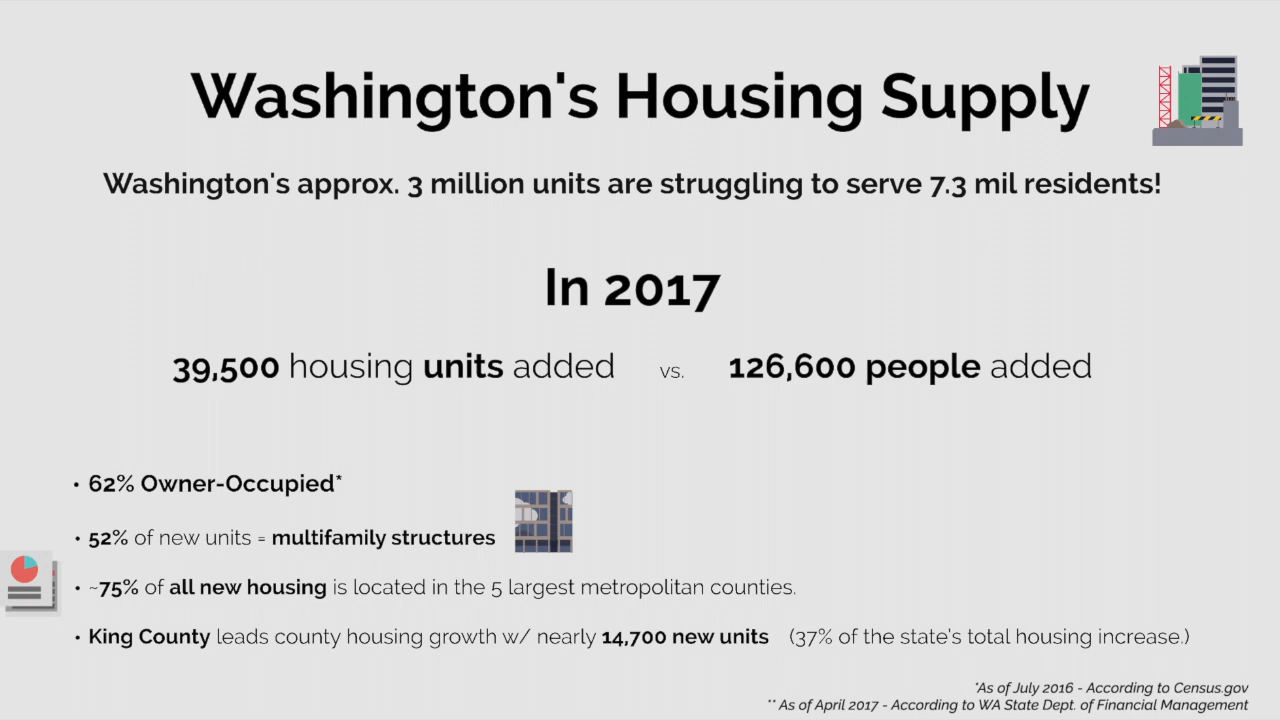 Washington's Housing Supply
Washington's approx. 3 million units are struggling to serve 7.3 mil residents!
In 2017
39,500 housing units added vs. 126,600 people added
• 62% Owner-Occupied*
• 52% of new units = multifamily structures
• ~75% of all new housing is located in the 5 largest metropolitan counties.
• King County leads county housing growth w/ nearly 14,700 new units (37% of the state's total housing increase.)
*As of July 2016 - According to Census.gov
** As of April 2017 - According to WA State Dept. of Financial Management